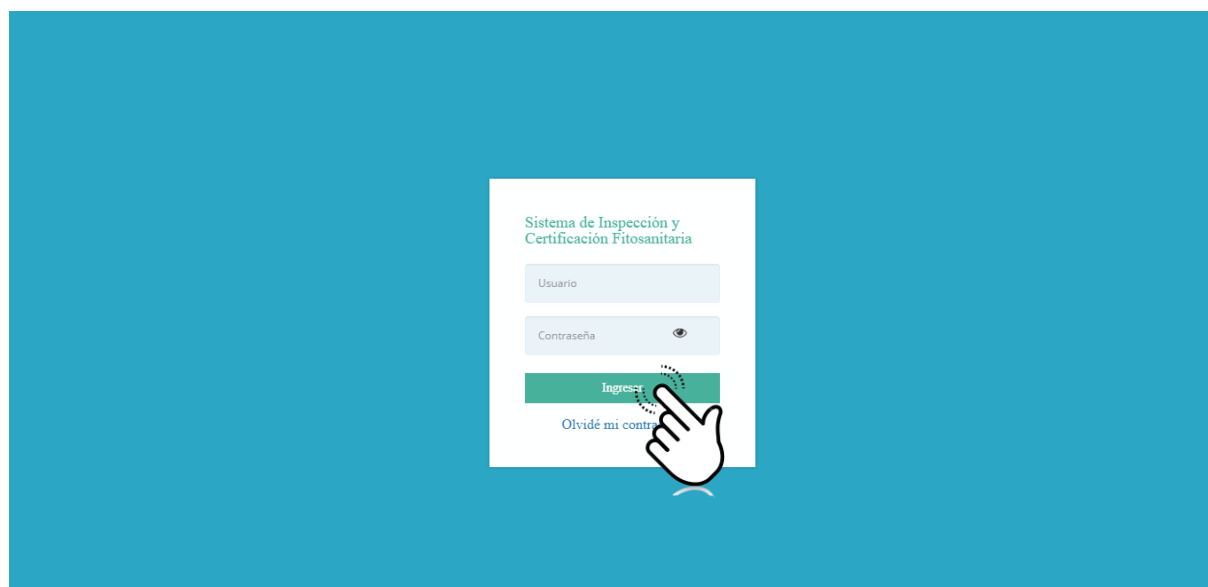 Sistema de Inspección y
Certificación Fitosanitaria
Usuario
Contraseña
Ingresar
Olvidé mi